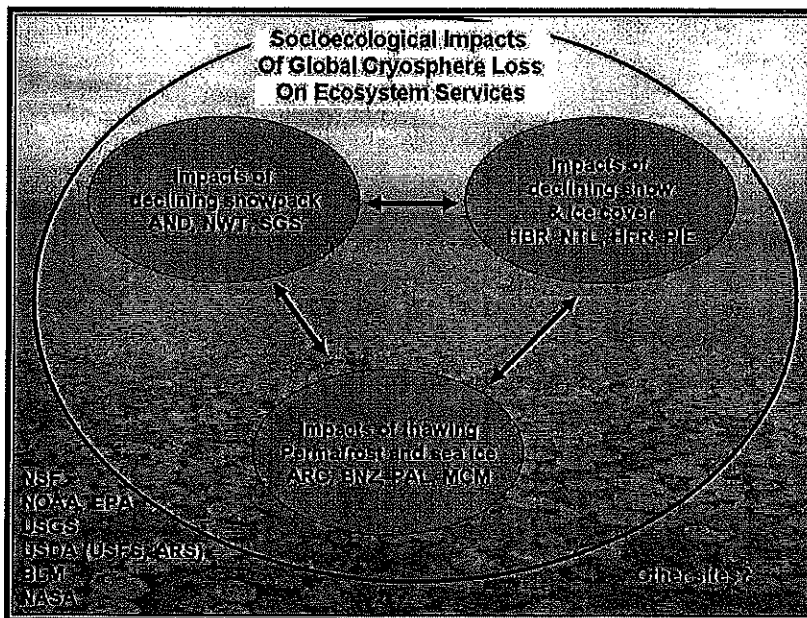 Socioecological Impacts
Of Global Cryosphere Loss
On Ecosystem Services
Impacts of
declining snowpack
AND, NWT, SGS
Impacts of
declining snow
& ice cover
HBR, NTL, HFR, PIE
Impacts of thawing
Permafrost and sea ice
ARC, BNZ, PAL, MCM
NSF
NOAA, EPA
USGS
USDA (USFS, ARS)
BLM
NASA
Other sites?